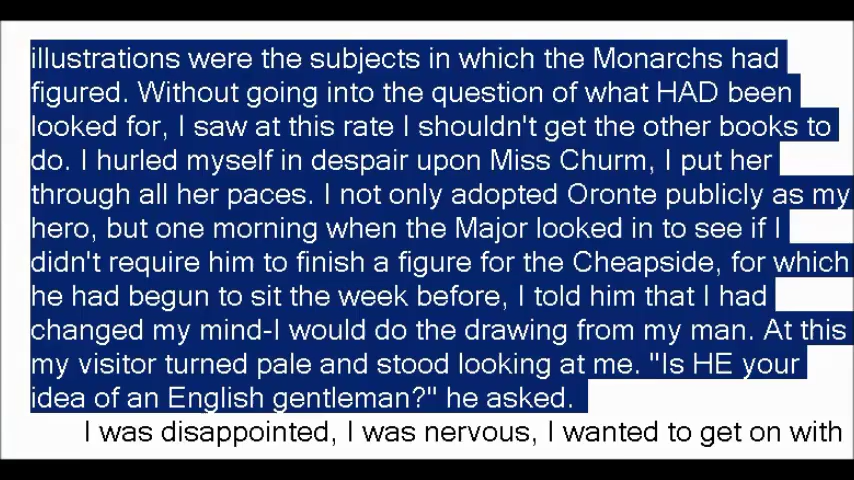 illustrations were the subjects in which the Monarchs had
figured. Without going into the question of what HAD been
looked for, I saw at this rate I shouldn't get the other books to
do. I hurled myself in despair upon Miss Churm, I put her
through all her paces. I not only adopted Oronte publicly as my
hero, but one morning when the Major looked in to see if I
didn't require him to finish a figure for the Cheapside, for which
he had begun to sit the week before, I told him that I had
changed my mind-I would do the drawing from my man. At this
my visitor turned pale and stood looking at me. "Is HE your
idea of an English gentleman?" he asked.
I was disappointed, I was nervous, I wanted to get on with